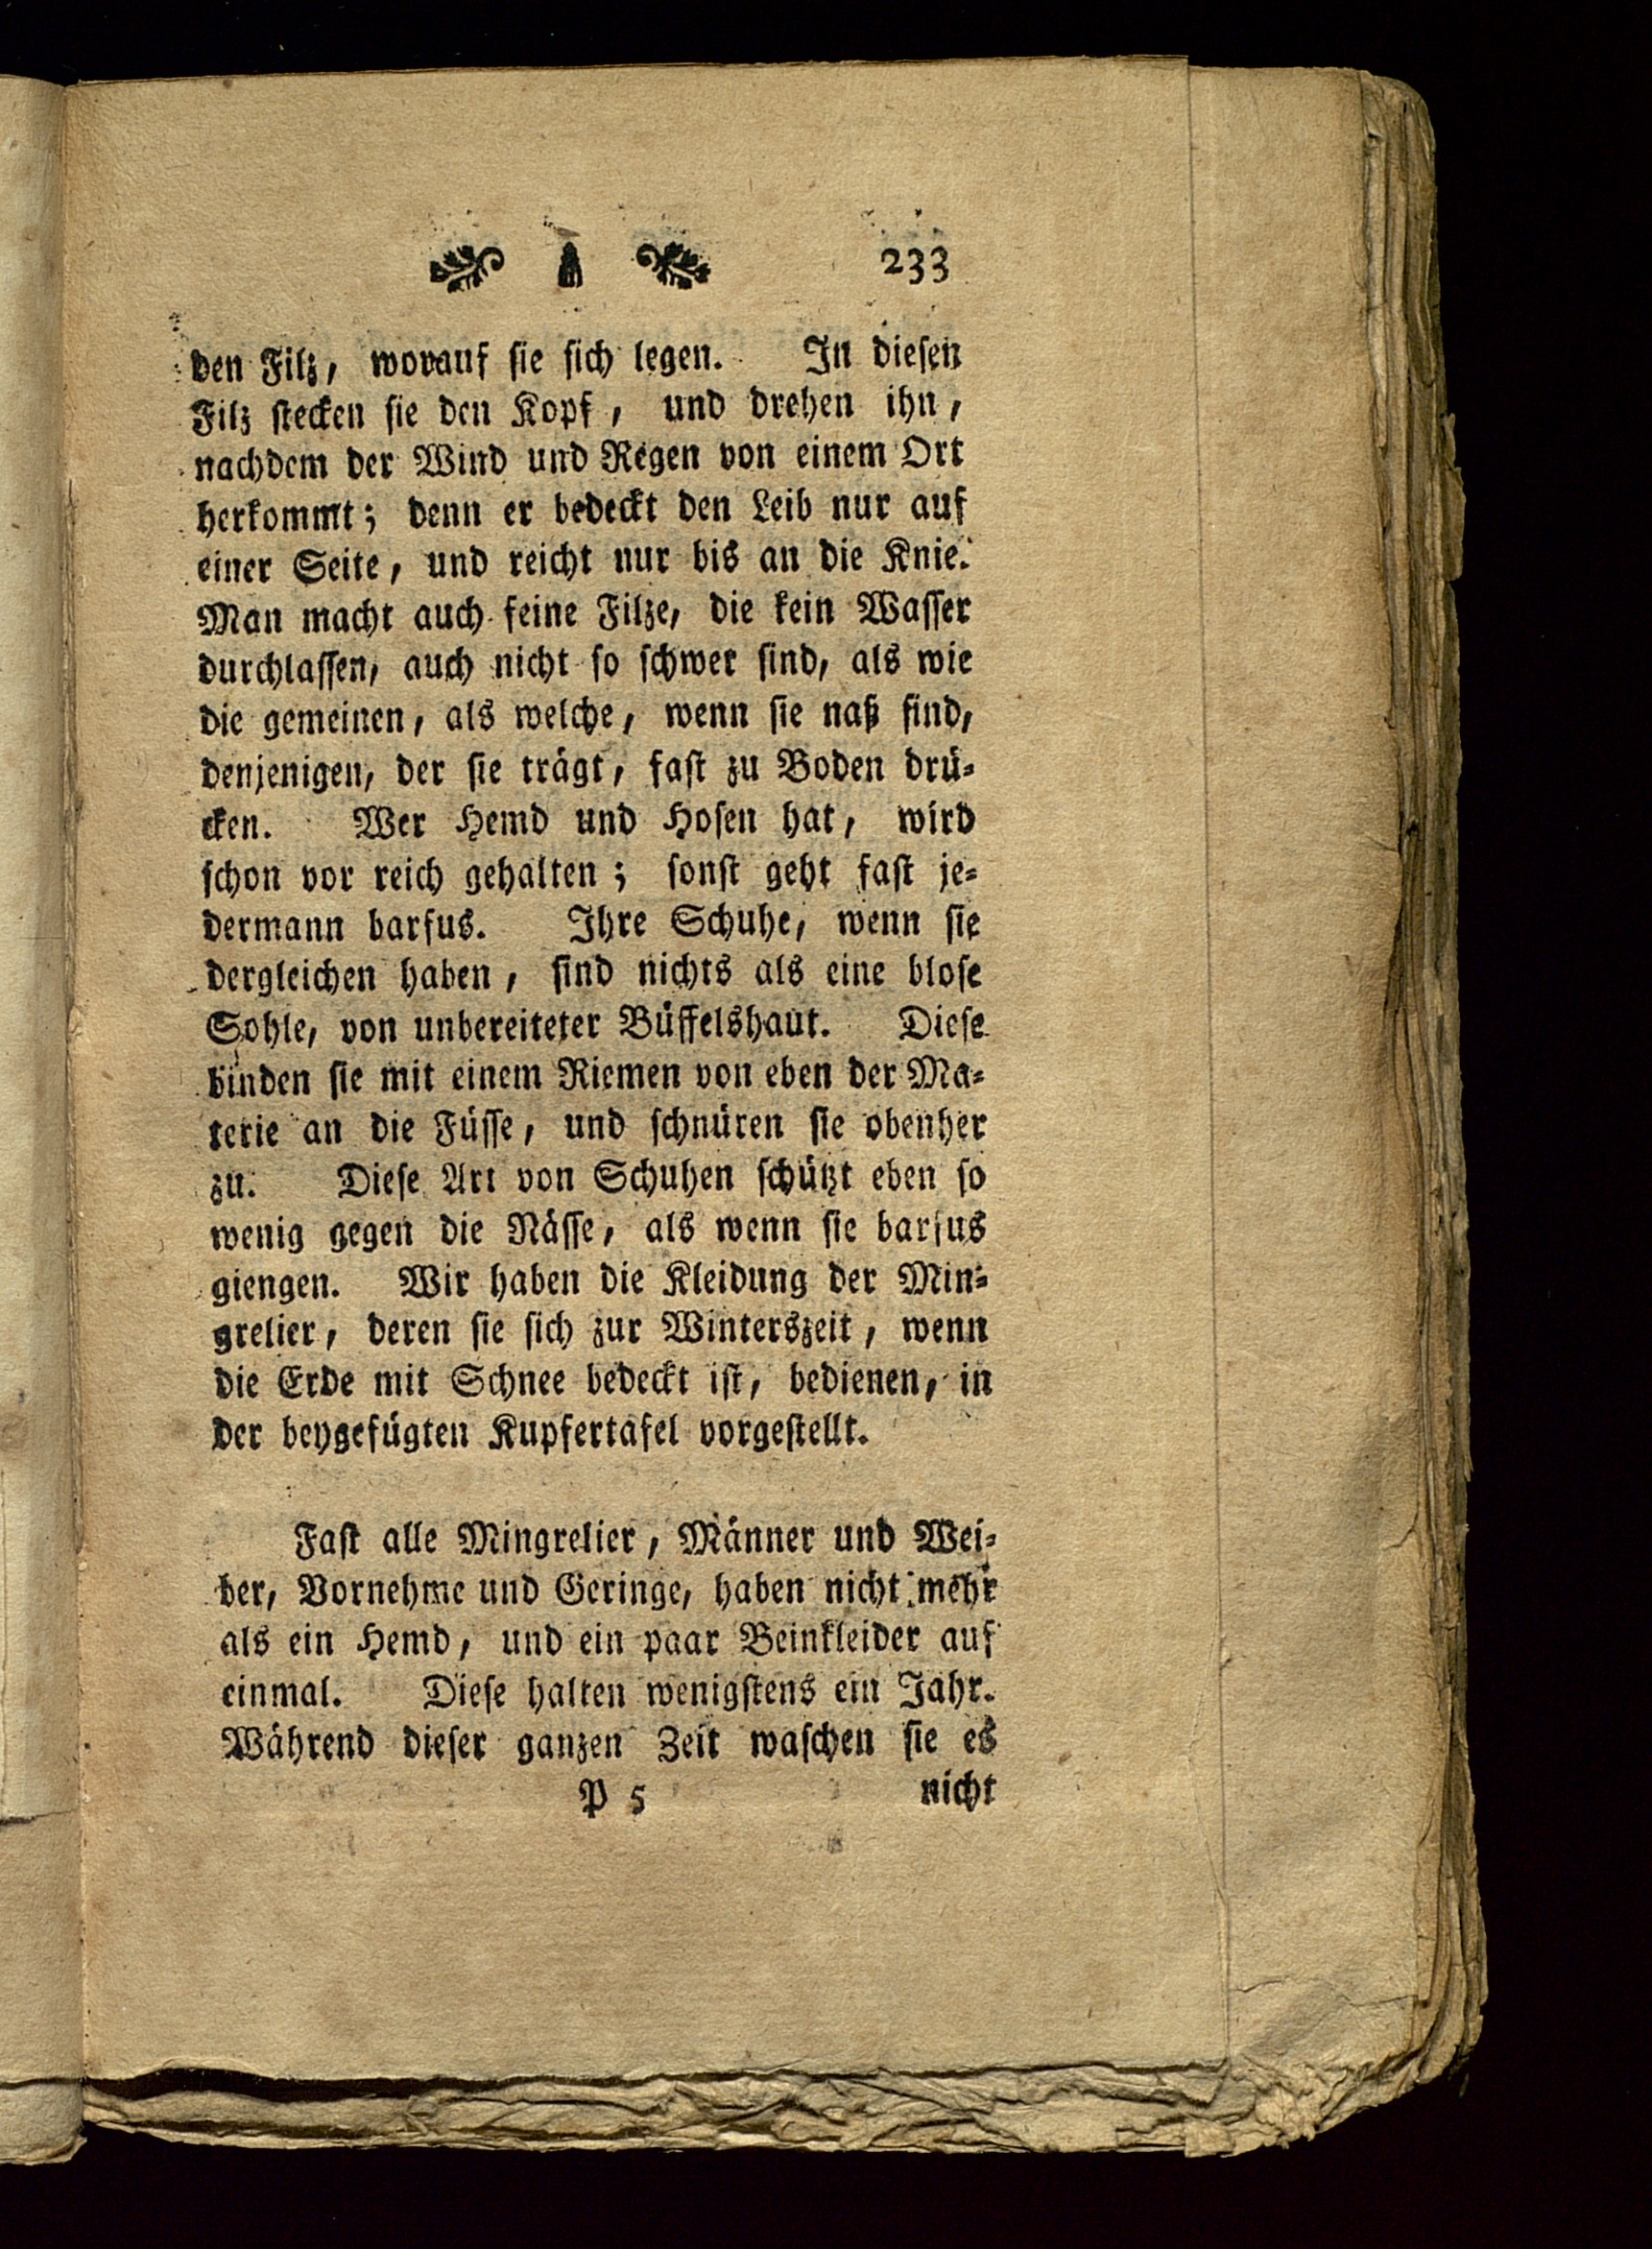 233
den Filz, worauf sie sich legen. In diesen
Filz stecken sie den Kopf, und drehen ihn,
nachdem der Wind und Regen von einem Ort
herkommt; denn er bedeckt den Leib nur auf
einer Seite, und reicht nur bis an die Knie.
Man macht auch feine Filze, die kein Wasser
durchlassen, auch nicht so schwer sind, als wie
die gemeinen, als welche, wenn sie naß sind,
denjenigen, der sie trägt, fast zu Boden drü-
cken. Wer Hemd und Hosen hat, wird
schon vor reich gehalten; sonst geht fast je-
dermann barfus. Ihre Schuhe, wenn sie
dergleichen haben, sind nichts als eine blose
Sohle, von unbereiteter Büffelshaut. Diese
binden sie mit einem Riemen von eben der Ma-
terie an die Füsse, und schnüren sie obenher
zu. Diese Art von Schuhen schützt eben so
wenig gegen die Nässe, als wenn sie barfus
giengen. Wir haben die Kleidung der Min-
grelier, deren sie sich zur Winterszeit, wenn
die Erde mit Schnee bedeckt ist, bedienen, in
der beygefügten Kupfertafel vorgestellt.
Fast alle Mingrelier, Männer und Wei-
ber, Vornehme und Geringe, haben nicht mehr
als ein Hemd, und ein paar Beinkleider auf
einmal. Diese halten wenigstens ein Jahr.
Während dieser ganzen Zeit waschen sie es
P 5 nicht